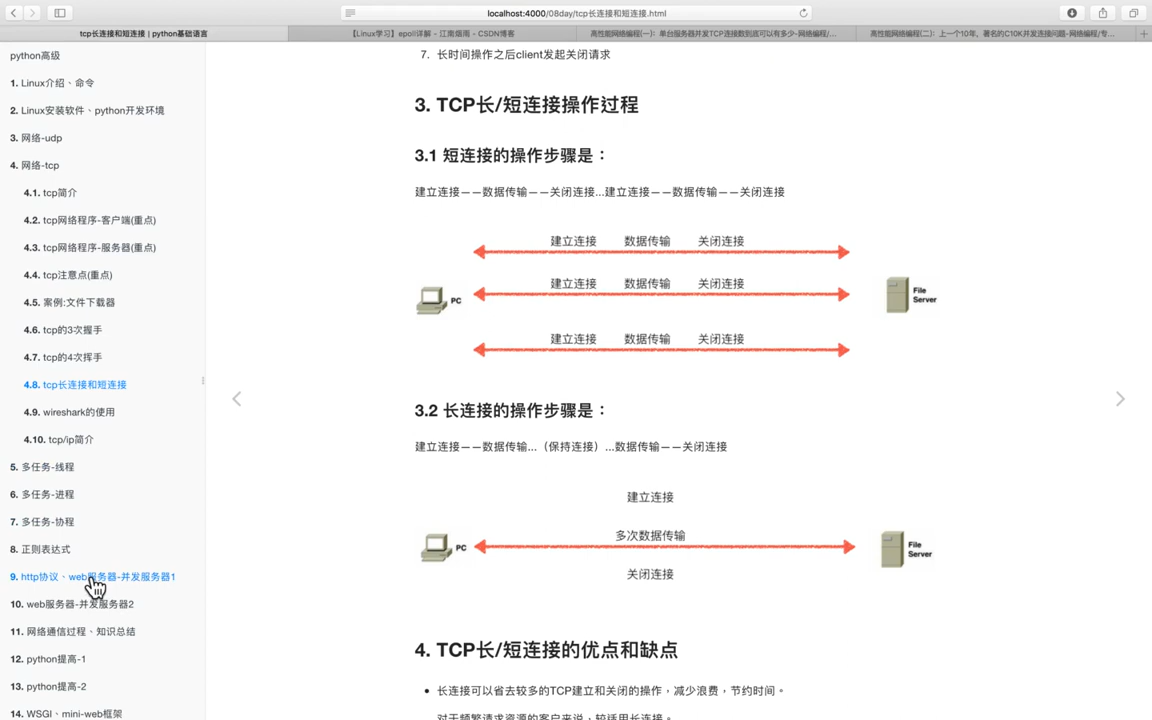 localhost:4000/08day/tcp长连接和短连接.html
tcp长连接和短连接 | python基础语言
【Linux学习】epoll详解 - 江南烟雨 - CSDN博客
高性能网络编程(一)：单台服务器并发TCP连接数到底可以有多少-网络编程/...
高性能网络编程(二)：上一个10年，著名的C10K并发连接问题-网络编程/专...
python高级
1. Linux介绍、命令
2. Linux安装软件、python开发环境
3. 网络-udp
4. 网络-tcp
4.1. tcp简介
4.2. tcp网络程序-客户端(重点)
4.3. tcp网络程序-服务器(重点)
4.4. tcp注意点(重点)
4.5. 案例:文件下载器
4.6. tcp的3次握手
4.7. tcp的4次挥手
4.8. tcp长连接和短连接
4.9. wireshark的使用
4.10. tcp/ip简介
5. 多任务-线程
6. 多任务-进程
7. 多任务-协程
8. 正则表达式
9. http协议、web服务器-并发服务器1
10. web服务器-并发服务器2
11. 网络通信过程、知识总结
12. python提高-1
13. python提高-2
14. WSGI、mini-web框架
7. 长时间操作之后client发起关闭请求
3. TCP长/短连接操作过程
3.1 短连接的操作步骤是：
建立连接——数据传输——关闭连接...建立连接——数据传输——关闭连接
建立连接 数据传输 关闭连接
建立连接 数据传输 关闭连接
PC
File
Server
建立连接 数据传输 关闭连接
3.2 长连接的操作步骤是：
建立连接——数据传输...（保持连接）...数据传输——关闭连接
建立连接
多次数据传输
PC
File
Server
关闭连接
4. TCP长/短连接的优点和缺点
• 长连接可以省去较多的TCP建立和关闭的操作，减少浪费，节约时间。
对于频繁请求资源的客户来说，较适用长连接。